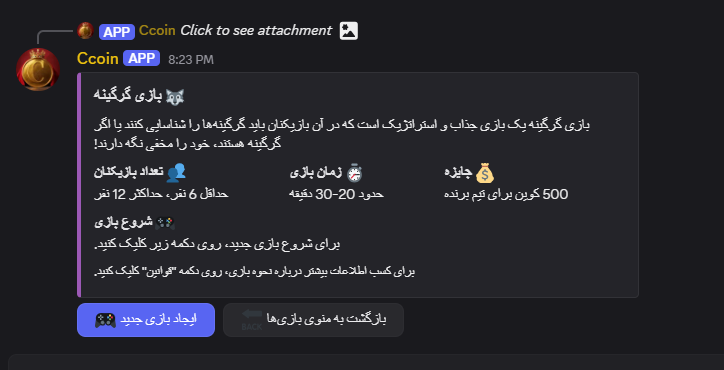 APP Ccoin Click to see attachment
Ccoin APP 8:23 PM
بازی گرگینه
بازی گرگینه یک بازی جذاب و استراتژیک است که در آن بازیکنان باید گرگینه‌ها را شناسایی کنند یا اگر
گرگینه هستند، خود را مخفی نگه دارند!
تعداد بازیکنان
حداقل 6 نفر، حداکثر 12 نفر
زمان بازی
حدود 20-30 دقیقه
جایزه
500 کوین برای تیم برنده
شروع بازی
برای شروع بازی جدید، روی دکمه زیر کلیک کنید.
برای کسب اطلاعات بیشتر درباره نحوه بازی، روی دکمه "قوانین" کلیک کنید.
ایجاد بازی جدید
BACK بازگشت به منوی بازی‌ها